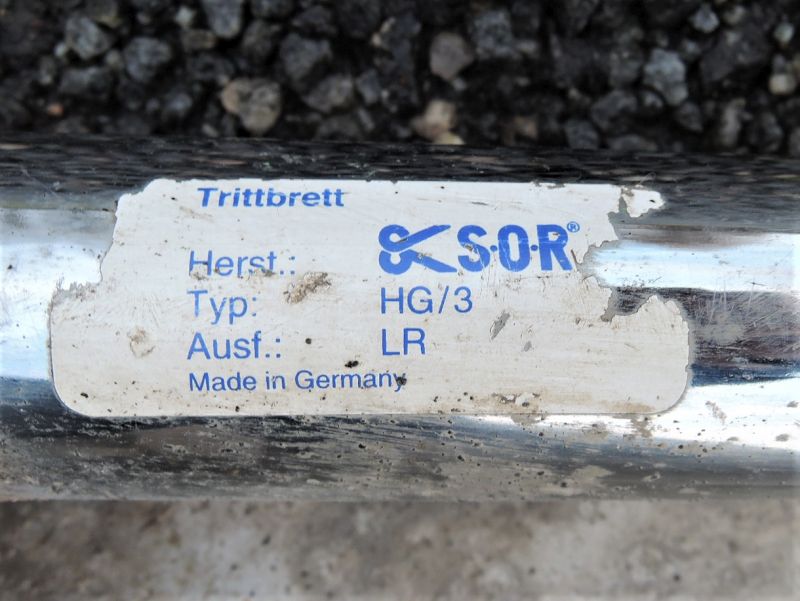 Trittbrett
Herst.: S·O·R®
Typ: HG/3
Ausf.: LR
Made in Germany